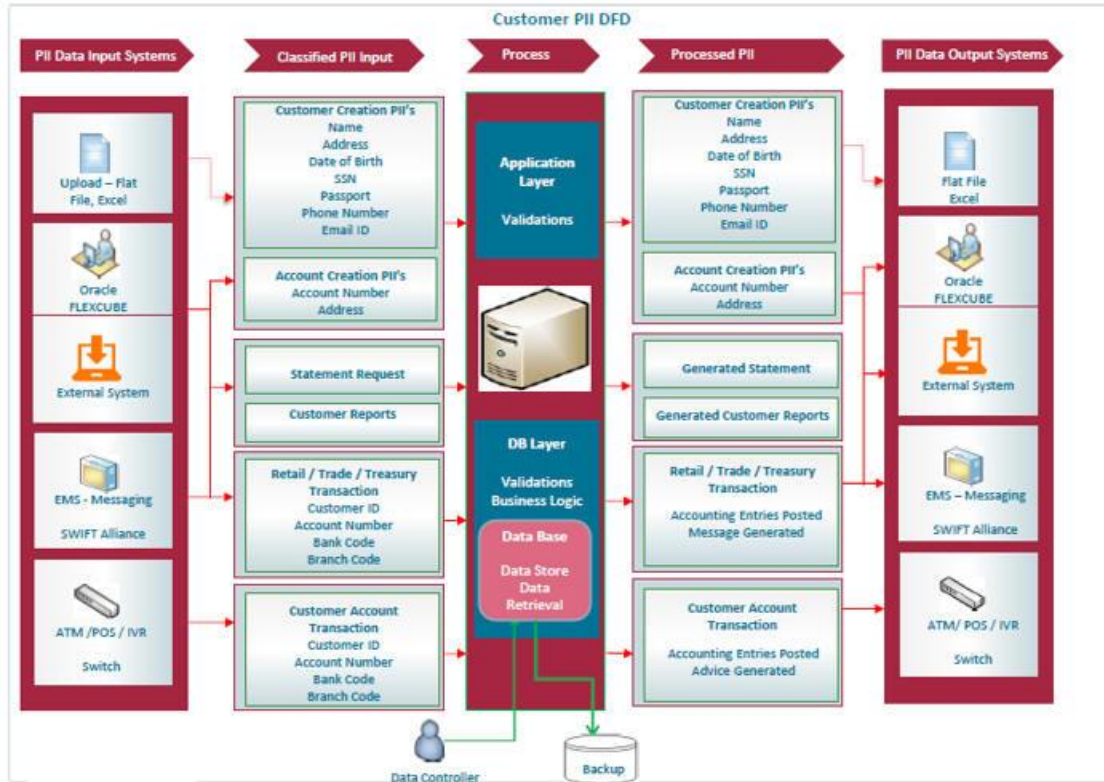 Customer PII DFD
PII Data Input Systems
Classified PII Input
Process
Processed PII
PII Data Output Systems
Upload – Flat
File, Excel
Oracle
FLEXCUBE
External System
EMS - Messaging
SWIFT Alliance
ATM /POS / IVR
Switch
Customer Creation PII's
Name
Address
Date of Birth
SSN
Passport
Phone Number
Email ID
Account Creation PII's
Account Number
Address
Statement Request
Customer Reports
Retail / Trade / Treasury
Transaction
Customer ID
Account Number
Bank Code
Branch Code
Customer Account
Transaction
Customer ID
Account Number
Bank Code
Branch Code
Application
Layer
Validations
DB Layer
Validations
Business Logic
Data Base
Data Store
Data
Retrieval
Data Controller
Backup
Customer Creation PII's
Name
Address
Date of Birth
SSN
Passport
Phone Number
Email ID
Account Creation PII's
Account Number
Address
Generated Statement
Generated Customer Reports
Retail / Trade / Treasury
Transaction
Accounting Entries Posted
Message Generated
Customer Account
Transaction
Accounting Entries Posted
Advice Generated
Flat File
Excel
Oracle
FLEXCUBE
External System
EMS – Messaging
SWIFT Alliance
ATM/ POS / IVR
Switch